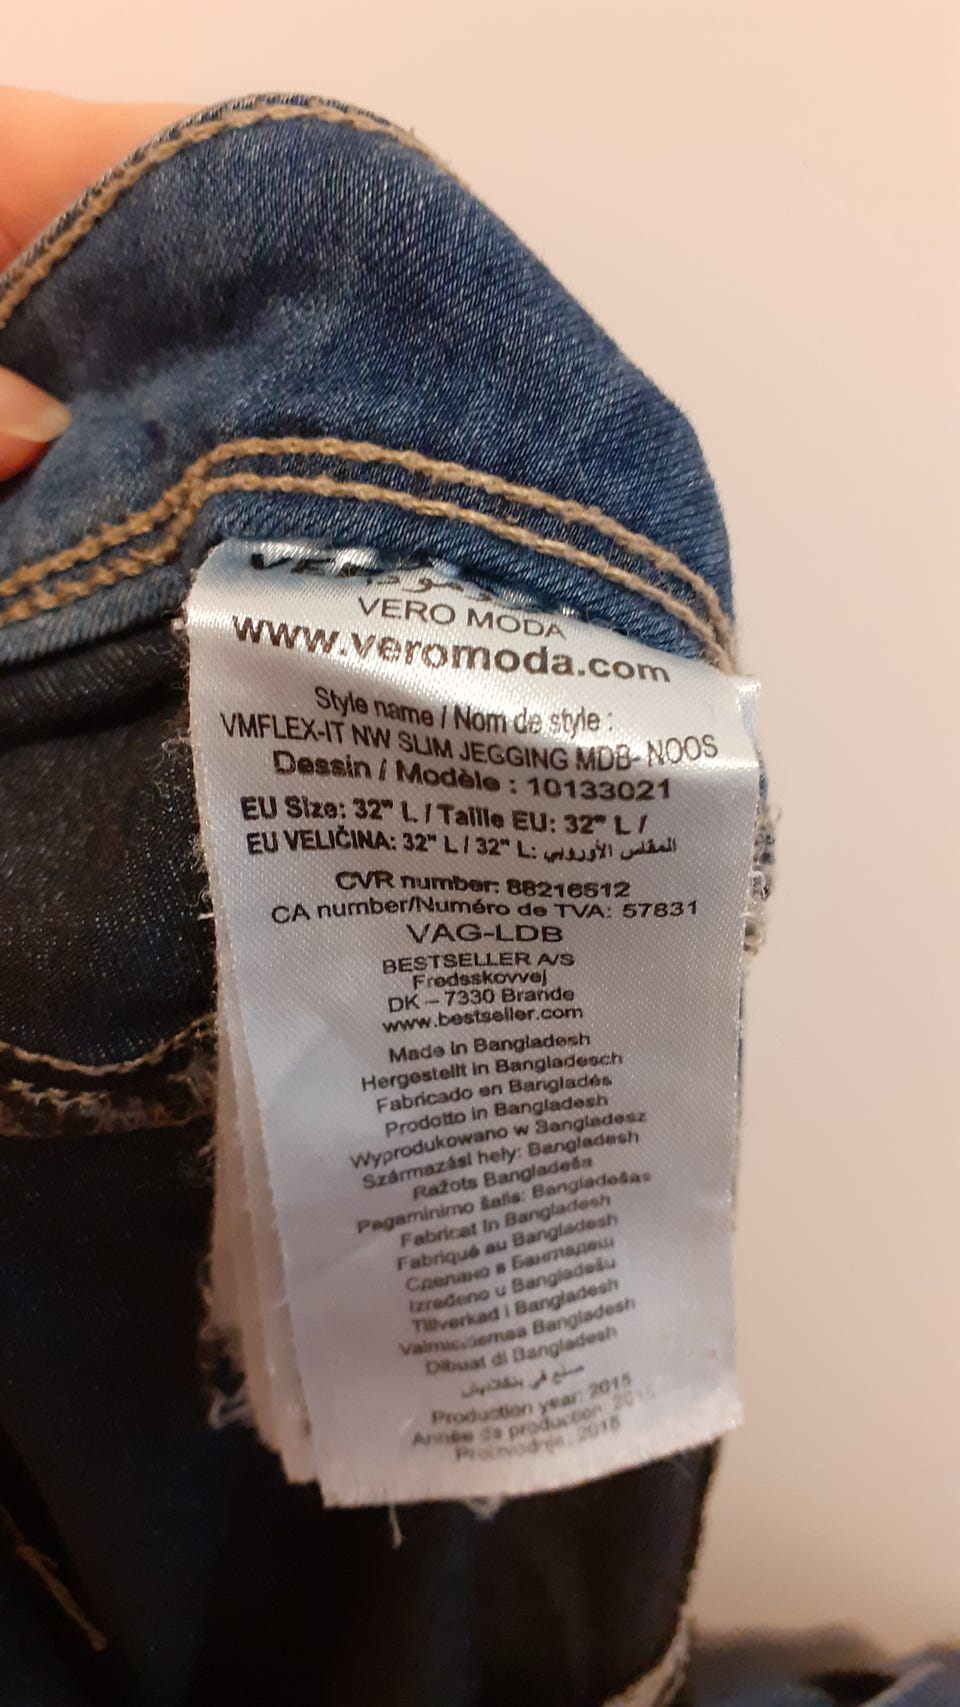 VERO MODA
www.veromoda.com
Style name / Nom de style :
VMFLEX-IT NW SLIM JEGGING MDB- NOOS
Dessin / Modèle : 10133021
EU Size: 32" L / Taille EU: 32" L /
EU VELIČINA: 32" L / 32" L: المقاس الأوروبي
CVR number: 88216512
CA number/Numéro de TVA: 57831
VAG-LDB
BESTSELLER A/S
Fredsskovvej
DK – 7330 Brande
www.bestseller.com
Made in Bangladesh
Hergestellt in Bangladesch
Fabricado en Bangladés
Prodotto in Bangladesh
Wyprodukowano w Bangladesz
Származási hely: Bangladesh
Ražots Bangladeša
Pagaminimo šalis: Bangladešas
Fabricat în Bangladesh
Fabriqué au Bangladesh
Сделано в Бангладеш
Izrađeno u Bangladešu
Tillverkad i Bangladesh
Bangladesh
Dibuat di Bangladesh
صنع في بنغلاديش
Production year: 2015
Année de production: 2015
Proizvodnje: 2015